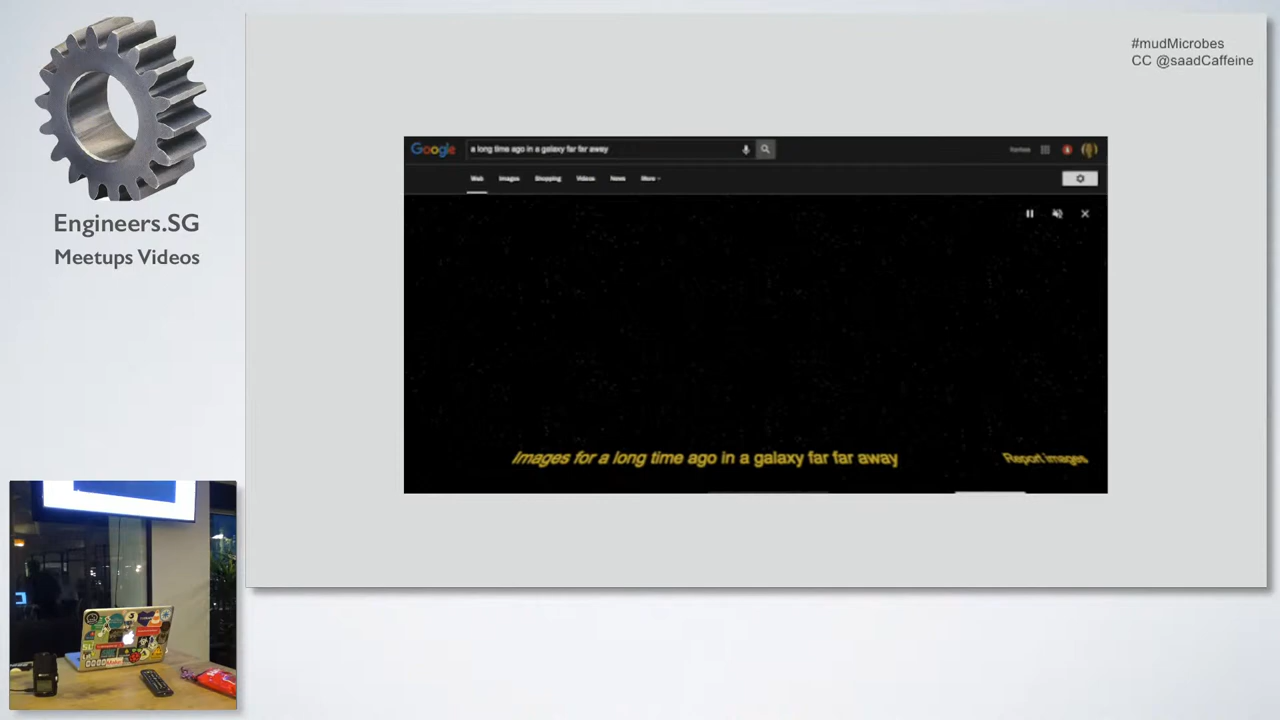 Engineers.SG
Meetups Videos
#mudMicrobes
CC @saadCaffeine
Google
a long time ago in a galaxy far far away
Web Images Shopping Videos News More
Images for a long time ago in a galaxy far far away
Report images